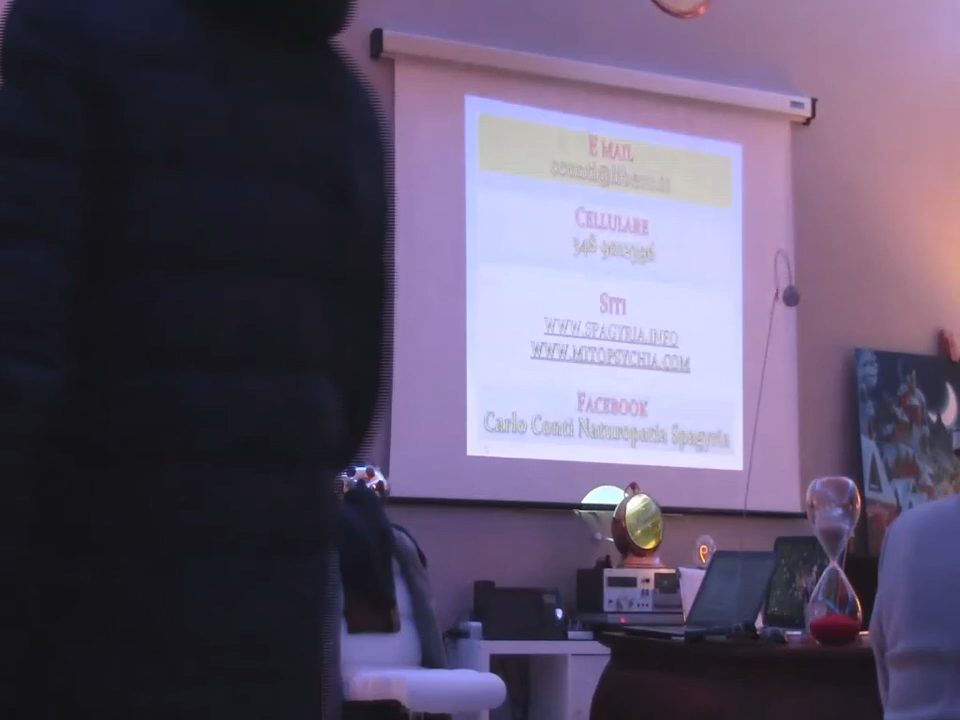 E MAIL
CELLULARE
SITI
WWW.SPAGYRIA.INFO
WWW.MITOPSYCHIA.COM
FACEBOOK
Carlo Conti Naturopatia Spagyria